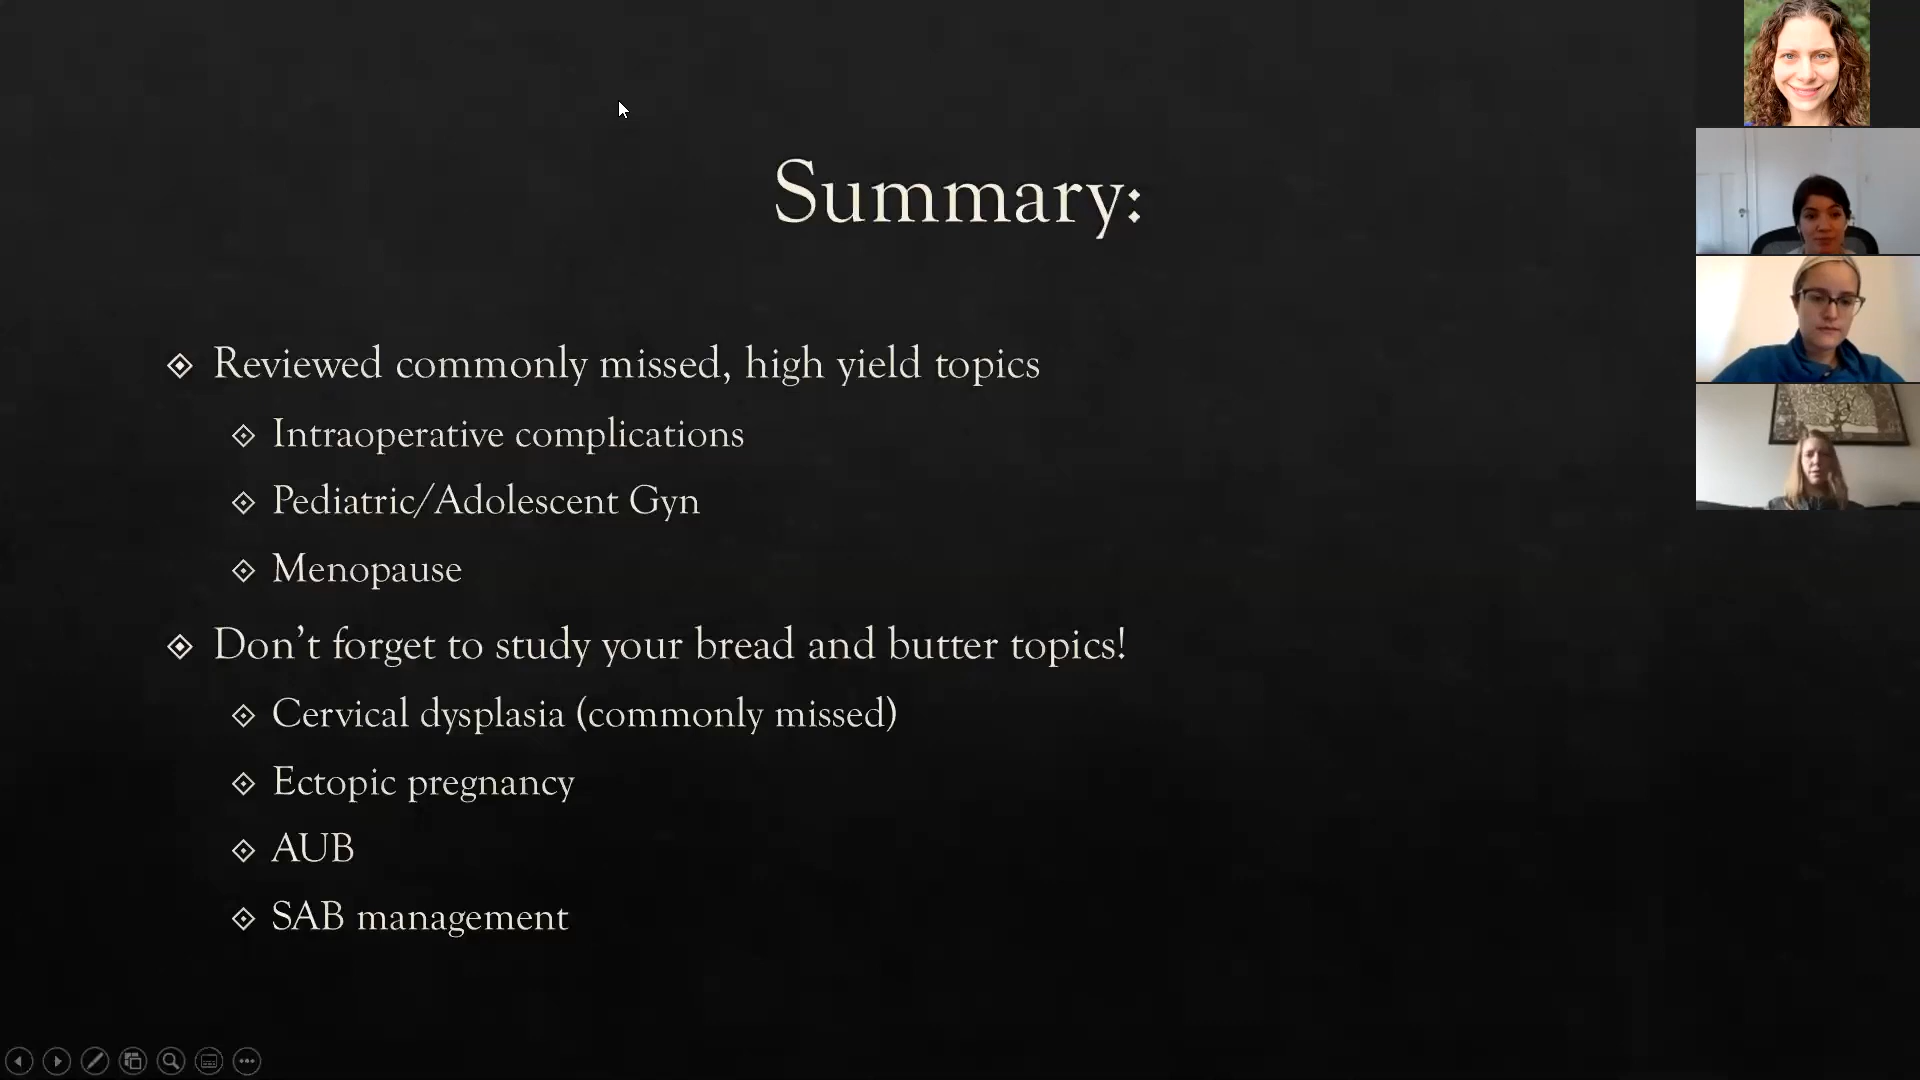 Summary:
Reviewed commonly missed, high yield topics
Intraoperative complications
Pediatric/Adolescent Gyn
Menopause
Don’t forget to study your bread and butter topics!
Cervical dysplasia (commonly missed)
Ectopic pregnancy
AUB
SAB management